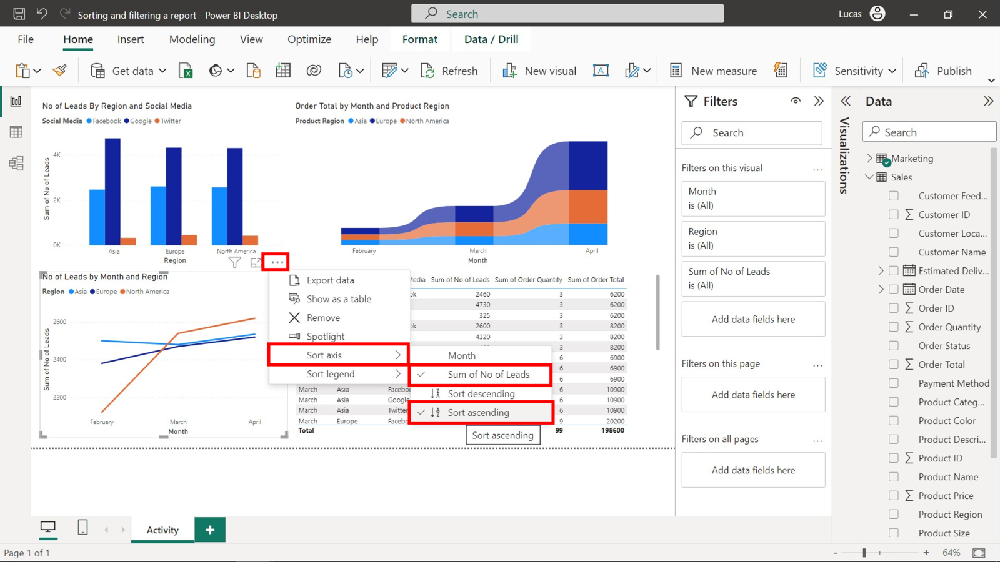 Sorting and filtering a report - Power BI Desktop
Search
Lucas
File
Home
Insert
Modeling
View
Optimize
Help
Format
Data / Drill
Get data
Refresh
New visual
New measure
Sensitivity
Publish
No of Leads By Region and Social Media
Social Media Facebook Google Twitter
Sum of No of Leads
4K
2K
0K
Asia
Europe
North America
Region
Order Total by Month and Product Region
Product Region Asia Europe North America
February
March
April
Month
No of Leads by Month and Region
Region Asia Europe North America
Sum of No of Leads
2600
2400
2200
February
March
April
Month
Export data
Show as a table
Remove
Spotlight
Sort axis
Sort legend
Month
Sum of No of Leads
Sort descending
Sort ascending
Sort ascending
Media Sum of No of Leads Sum of Order Quantity Sum of Order Total
ok 2460 3 6200
4730 3 6200
325 3 6200
ok 2600 3 8200
4320 3 8200
3 8200
6 6900
6 6900
6 6900
March Asia Facebo 6 10900
March Asia Google 6 10900
March Asia Twitter 6 10900
March Europe Facebo 9 20200
Total 99 198600
Filters
Search
Filters on this visual
Month
is (All)
Region
is (All)
Sum of No of Leads
is (All)
Add data fields here
Filters on this page
Add data fields here
Filters on all pages
Add data fields here
Visualizations
Data
Search
Marketing
Sales
Customer Feed...
Customer ID
Customer Loca...
Customer Name
Estimated Deliv...
Order Date
Order ID
Order Quantity
Order Status
Order Total
Payment Method
Product Categ...
Product Color
Product Descri...
Product ID
Product Name
Product Price
Product Region
Product Size
Activity
Page 1 of 1
- + 64%